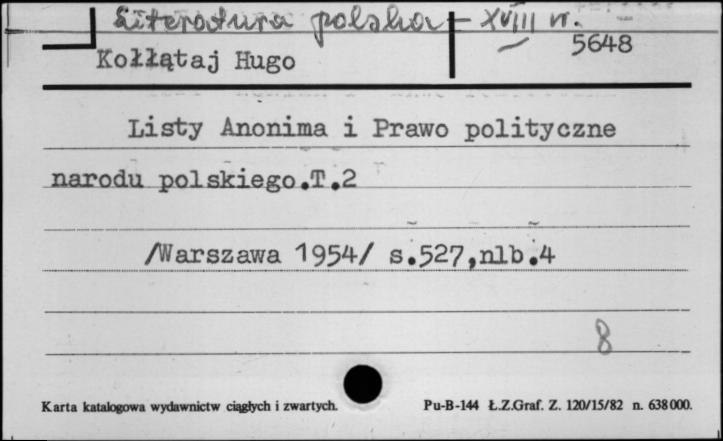 Literatura polska - XVIII w.
5648
Kołłątaj Hugo
Listy Anonima i Prawo polityczne
narodu polskiego.T.2
/Warszawa 1954/ s.527,nlb.4
8
Karta katalogowa wydawnictw ciągłych i zwartych.
Pu-B-144 Ł.Z.Graf. Z. 120/15/82 n. 638000.